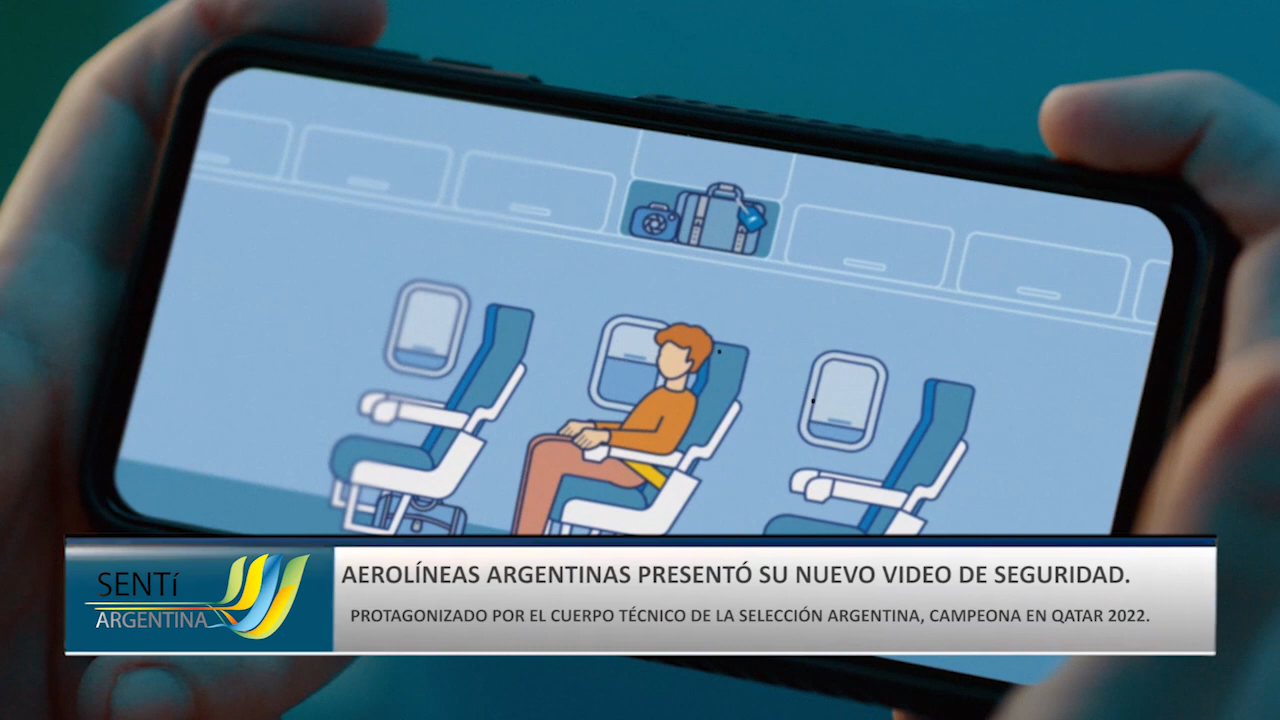 SENTí
ARGENTINA
AEROLÍNEAS ARGENTINAS PRESENTÓ SU NUEVO VIDEO DE SEGURIDAD.
PROTAGONIZADO POR EL CUERPO TÉCNICO DE LA SELECCIÓN ARGENTINA, CAMPEONA EN QATAR 2022.